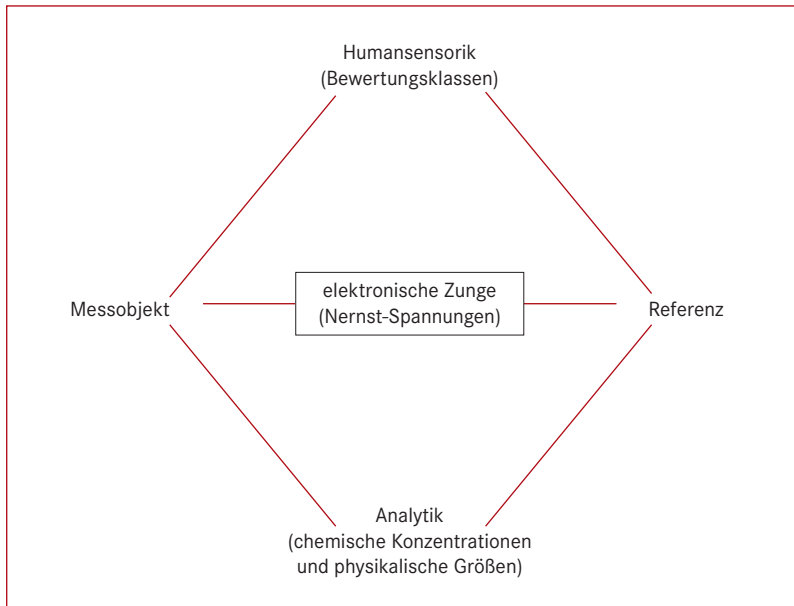 Humansensorik
(Bewertungsklassen)
Messobjekt
elektronische Zunge
(Nernst-Spannungen)
Referenz
Analytik
(chemische Konzentrationen
und physikalische Größen)